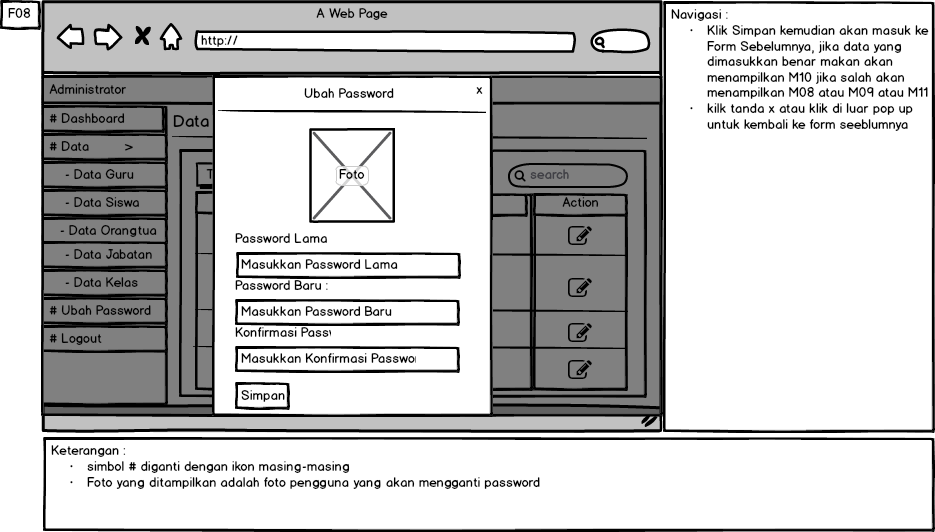 F08
A Web Page
http://
Administrator
# Dashboard
# Data >
- Data Guru
- Data Siswa
- Data Orangtua
- Data Jabatan
- Data Kelas
# Ubah Password
# Logout
Data
T
search
Action
Ubah Password x
Foto
Password Lama
Masukkan Password Lama
Password Baru :
Masukkan Password Baru
Konfirmasi Passw
Masukkan Konfirmasi Passwo
Simpan
Navigasi :
· Klik Simpan kemudian akan masuk ke
Form Sebelumnya, jika data yang
dimasukkan benar makan akan
menampilkan M10 jika salah akan
menampilkan M08 atau M09 atau M11
· kilk tanda x atau klik di luar pop up
untuk kembali ke form seeblumnya
Keterangan :
· simbol # diganti dengan ikon masing-masing
· Foto yang ditampilkan adalah foto pengguna yang akan mengganti password